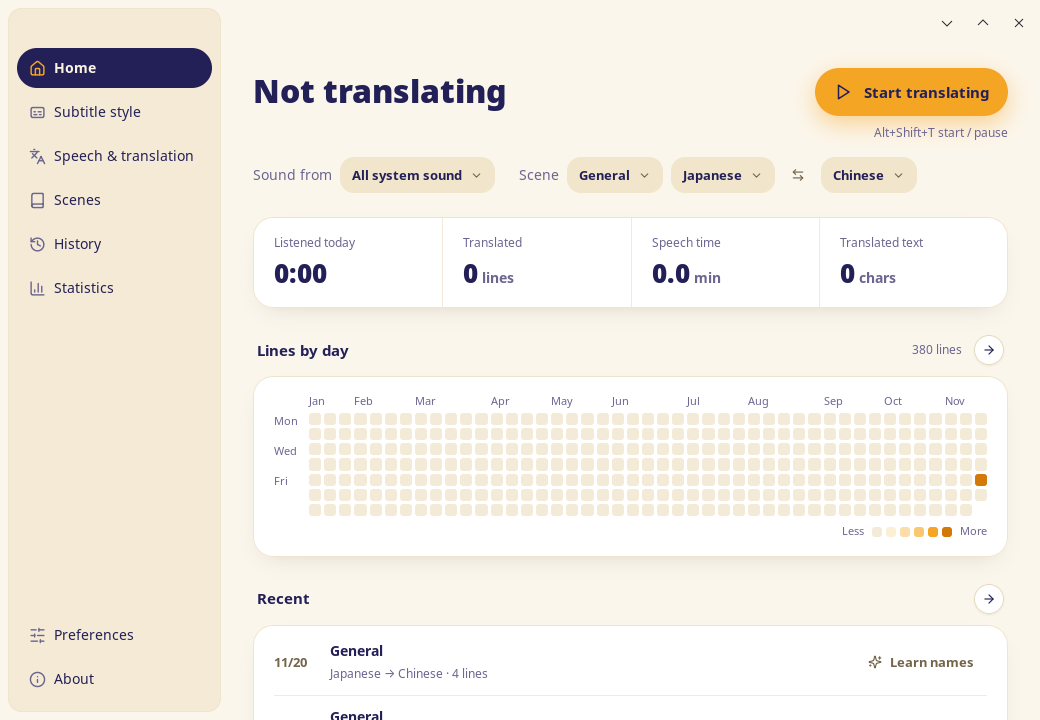 Home
Subtitle style
Speech & translation
Scenes
History
Statistics
Preferences
About
Not translating
Start translating
Alt+Shift+T start / pause
Sound from All system sound Scene General Japanese Chinese
Listened today
0:00
Translated
0 lines
Speech time
0.0 min
Translated text
0 chars
Lines by day
380 lines
Jan Feb Mar Apr May Jun Jul Aug Sep Oct Nov
Mon
Wed
Fri
Less More
Recent
11/20
General
Japanese → Chinese · 4 lines
Learn names
General